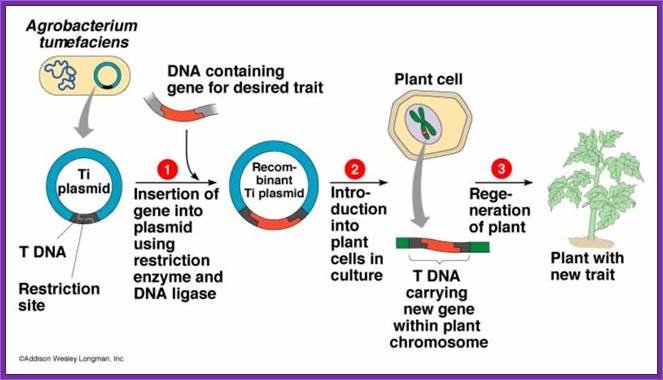 Agrobacterium
tumefaciens
DNA containing
gene for desired trait
Plant cell
Ti
plasmid
1
Insertion of
gene into
plasmid
using
restriction
enzyme and
DNA ligase
T DNA
Restriction
site
Recom-
binant
Ti plasmid
2
Intro-
duction
into
plant
cells in
culture
T DNA
carrying
new gene
within plant
chromosome
3
Rege-
neration
of plant
Plant with
new trait
©Addison Wesley Longman, Inc.